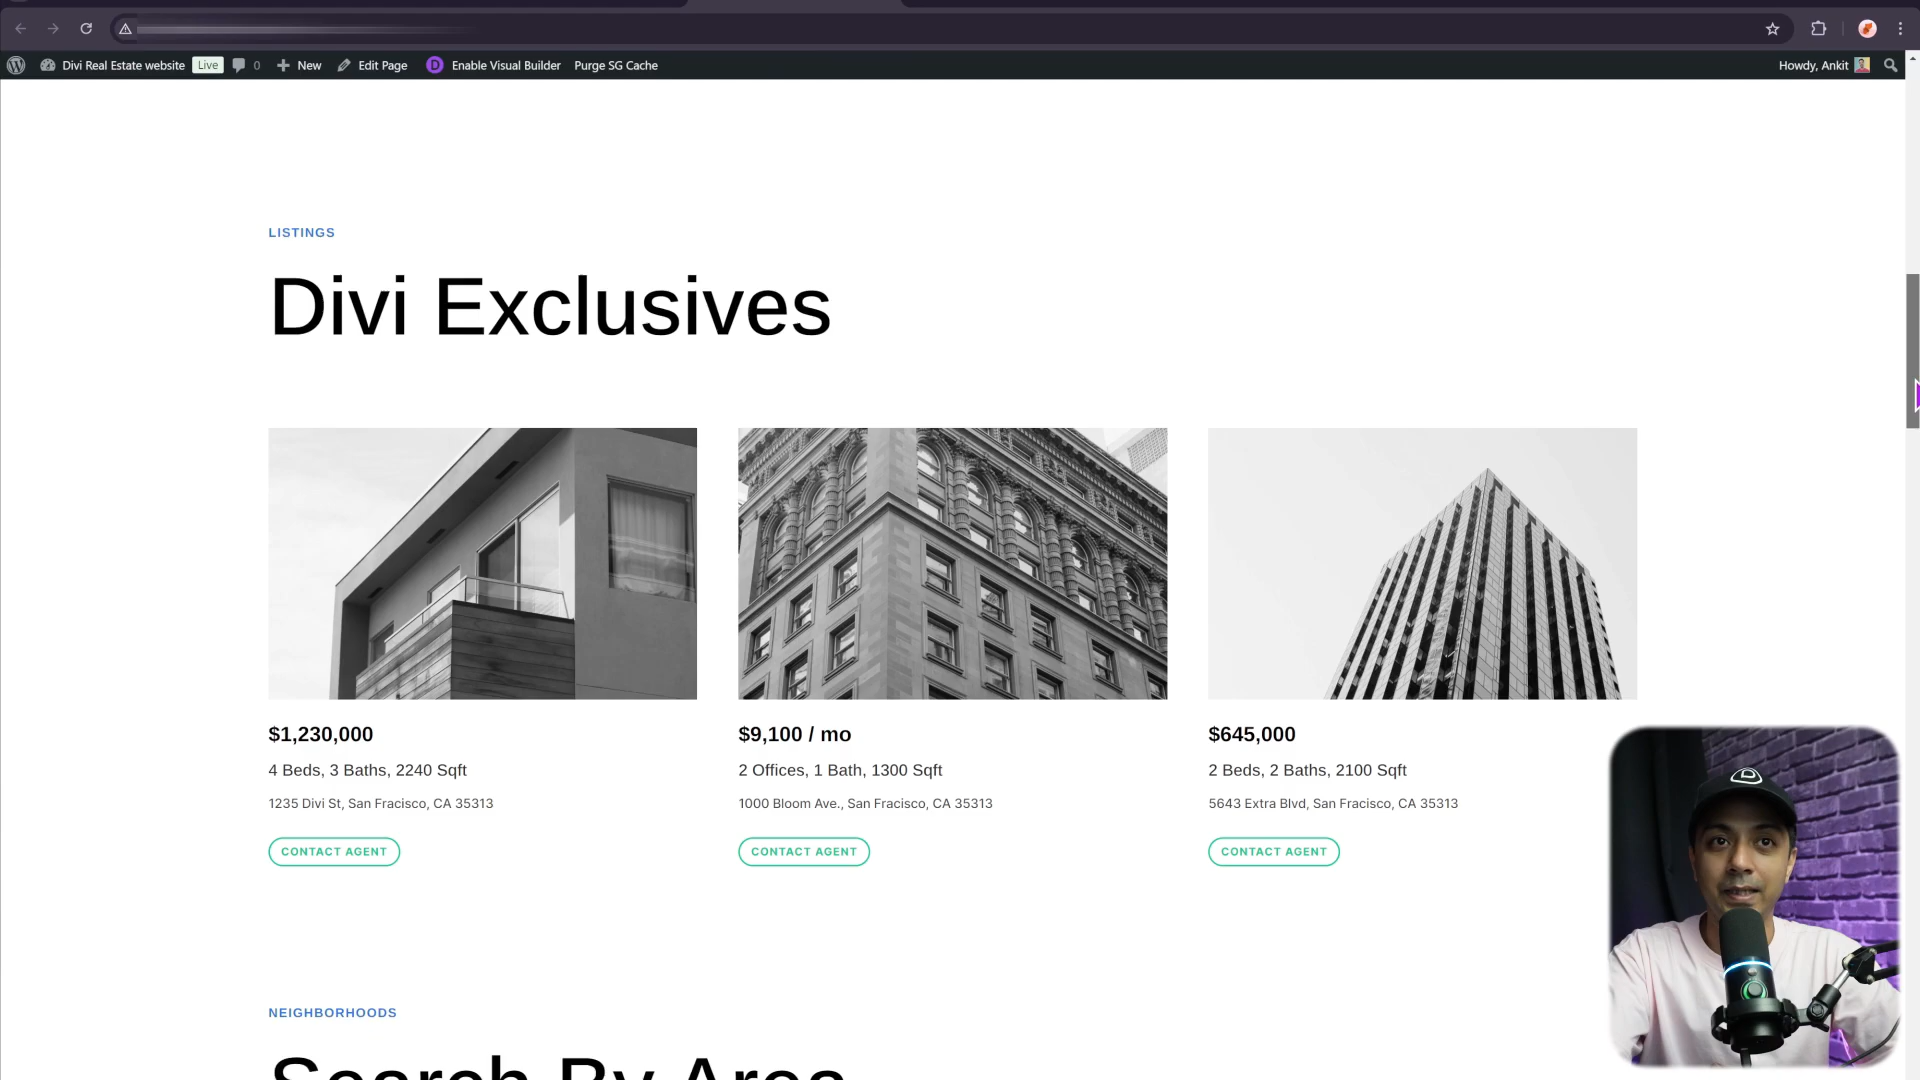 Divi Real Estate website Live 0 New Edit Page D Enable Visual Builder Purge SG Cache Howdy, Ankit
LISTINGS
Divi Exclusives
$1,230,000
4 Beds, 3 Baths, 2240 Sqft
1235 Divi St, San Fracisco, CA 35313
CONTACT AGENT
$9,100 / mo
2 Offices, 1 Bath, 1300 Sqft
1000 Bloom Ave., San Fracisco, CA 35313
CONTACT AGENT
$645,000
2 Beds, 2 Baths, 2100 Sqft
5643 Extra Blvd, San Fracisco, CA 35313
CONTACT AGENT
NEIGHBORHOODS
Search By Area